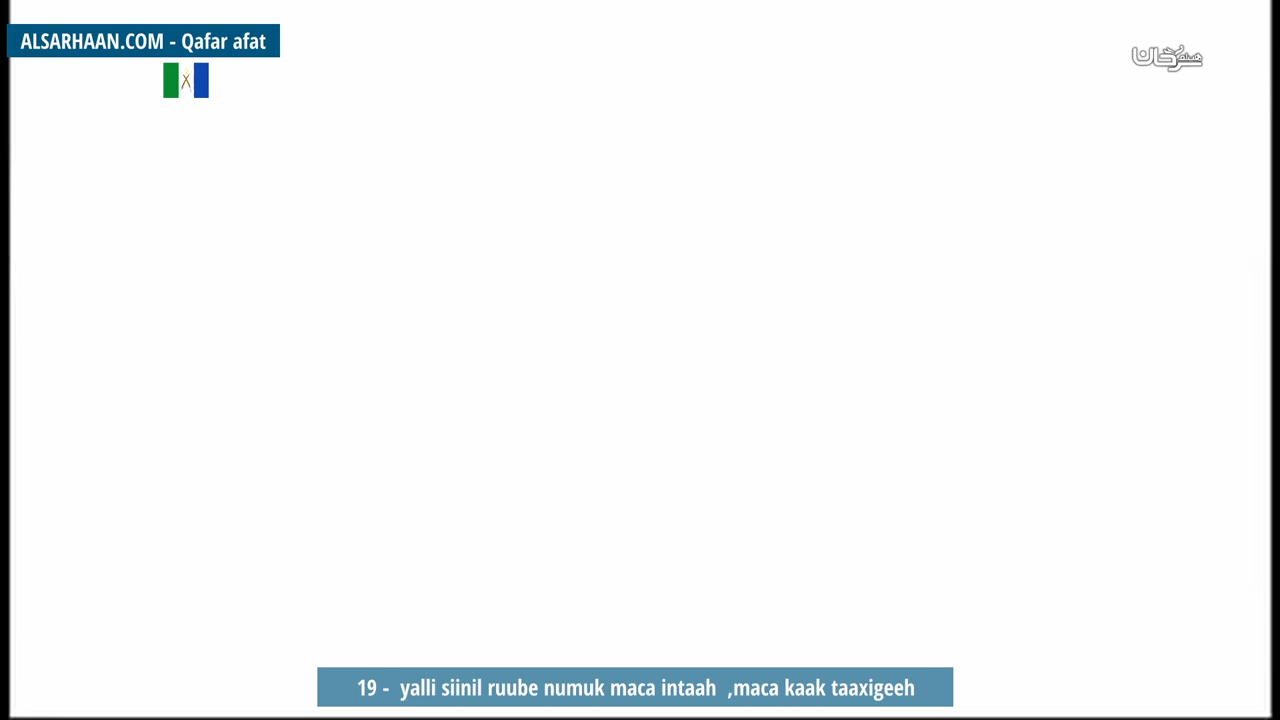 ALSARHAAN.COM - Qafar afat
19 -  yalli siinil ruube numuk maca intaah  ,maca kaak taaxigeeh